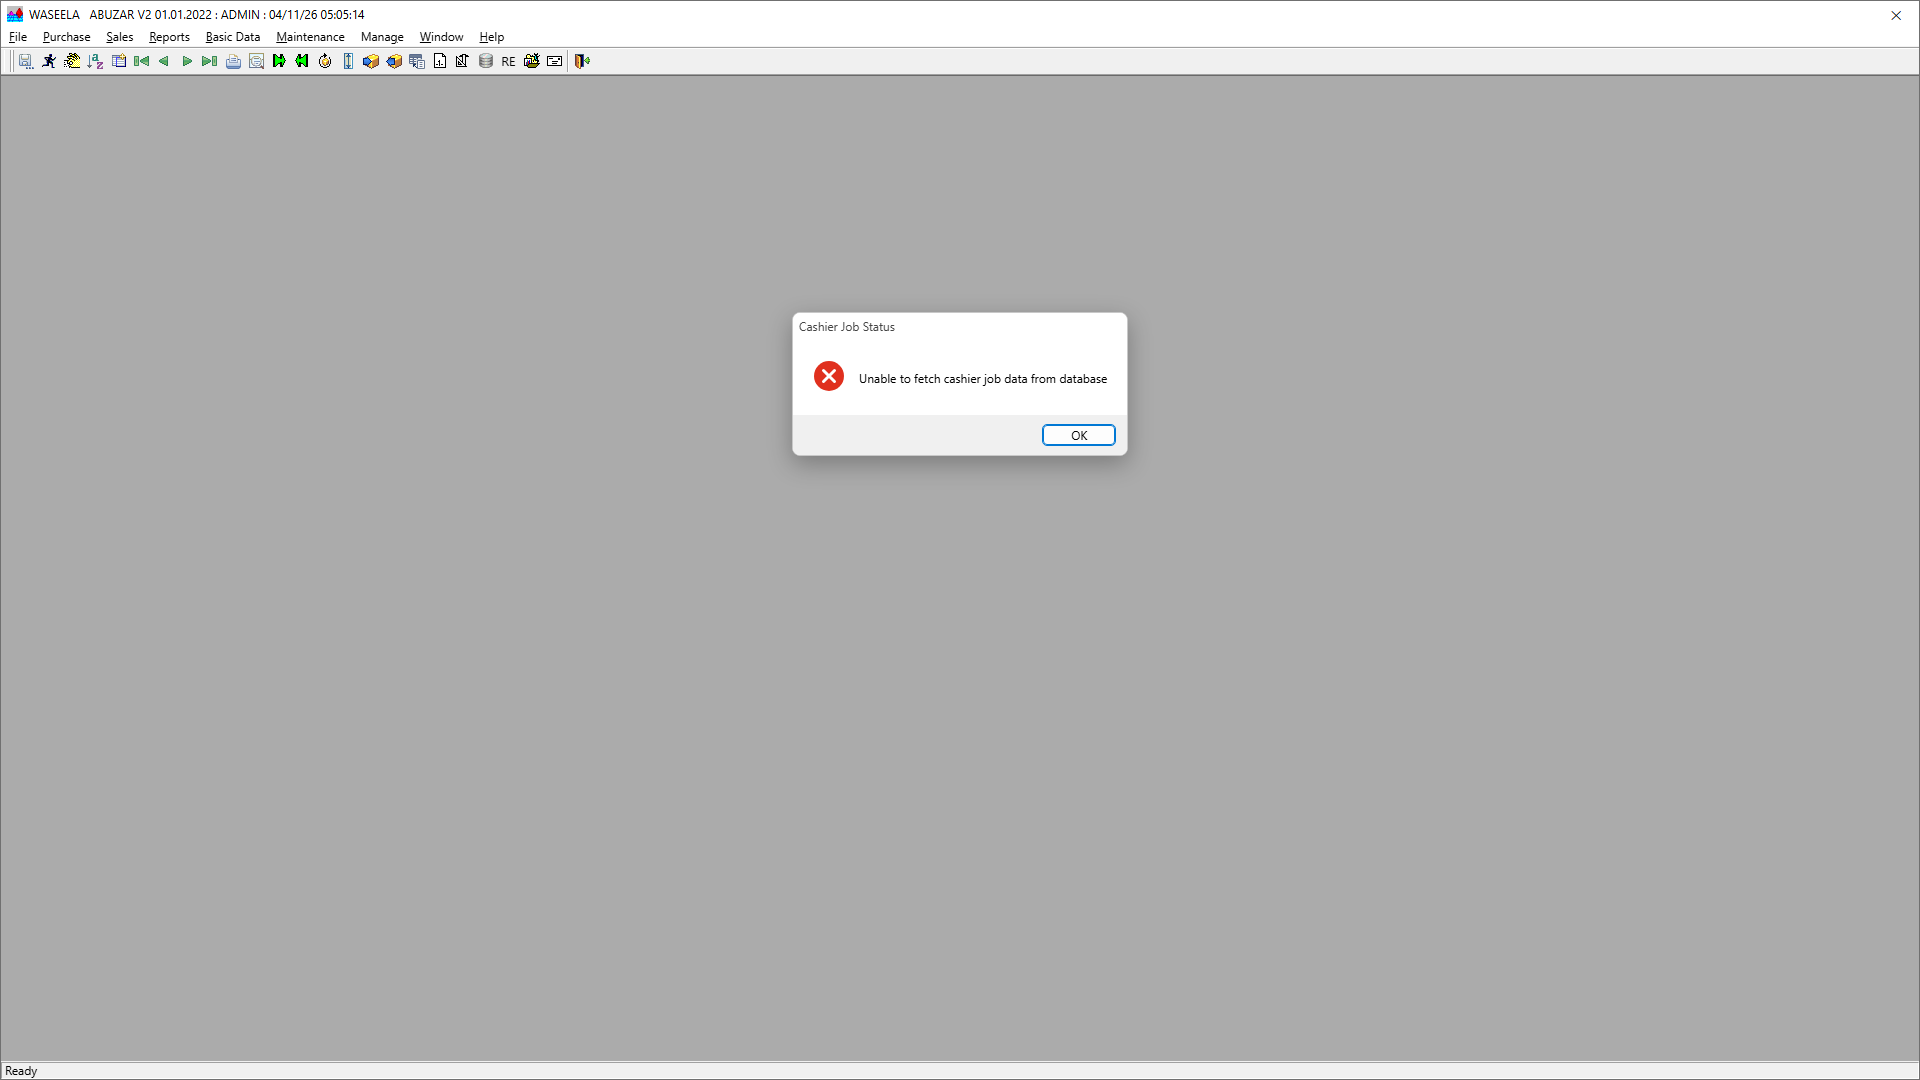 WASEELA   ABUZAR V2 01.01.2022 : ADMIN : 04/11/26 05:05:14
File Purchase Sales Reports Basic Data Maintenance Manage Window Help
RE
Cashier Job Status
Unable to fetch cashier job data from database
OK
Ready